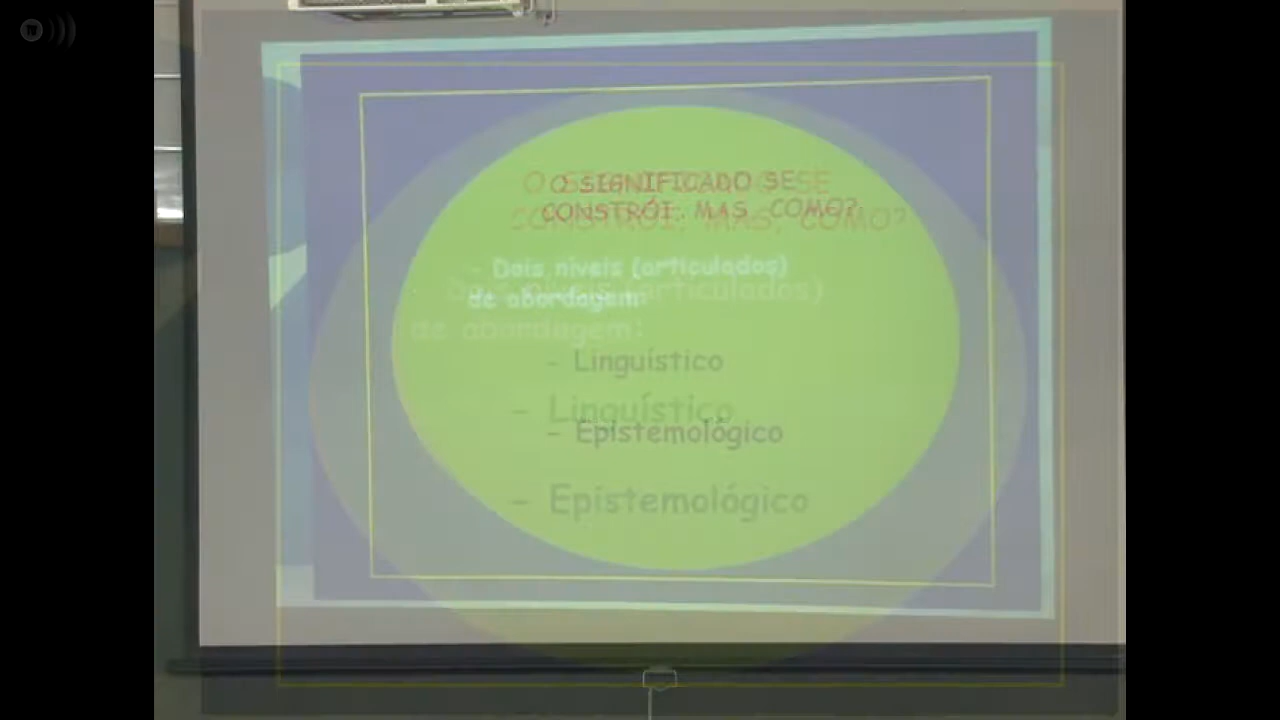 O SIGNIFICADO SE
CONSTRÓI. MAS, COMO?
- Dois níveis (articulados)
de abordagem:
- Linguístico
- Epistemológico